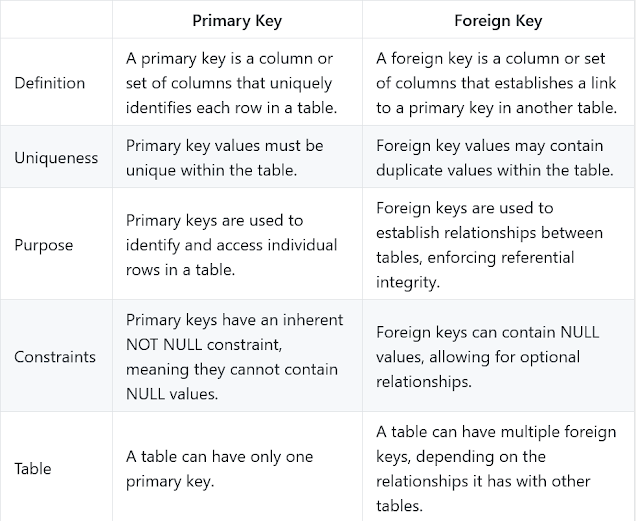 Primary Key
Foreign Key
Definition
A primary key is a column or
set of columns that uniquely
identifies each row in a table.
A foreign key is a column or set
of columns that establishes a link
to a primary key in another table.
Uniqueness
Primary key values must be
unique within the table.
Foreign key values may contain
duplicate values within the table.
Purpose
Primary keys are used to
identify and access individual
rows in a table.
Foreign keys are used to
establish relationships between
tables, enforcing referential
integrity.
Constraints
Primary keys have an inherent
NOT NULL constraint,
meaning they cannot contain
NULL values.
Foreign keys can contain NULL
values, allowing for optional
relationships.
Table
A table can have only one
primary key.
A table can have multiple foreign
keys, depending on the
relationships it has with other
tables.